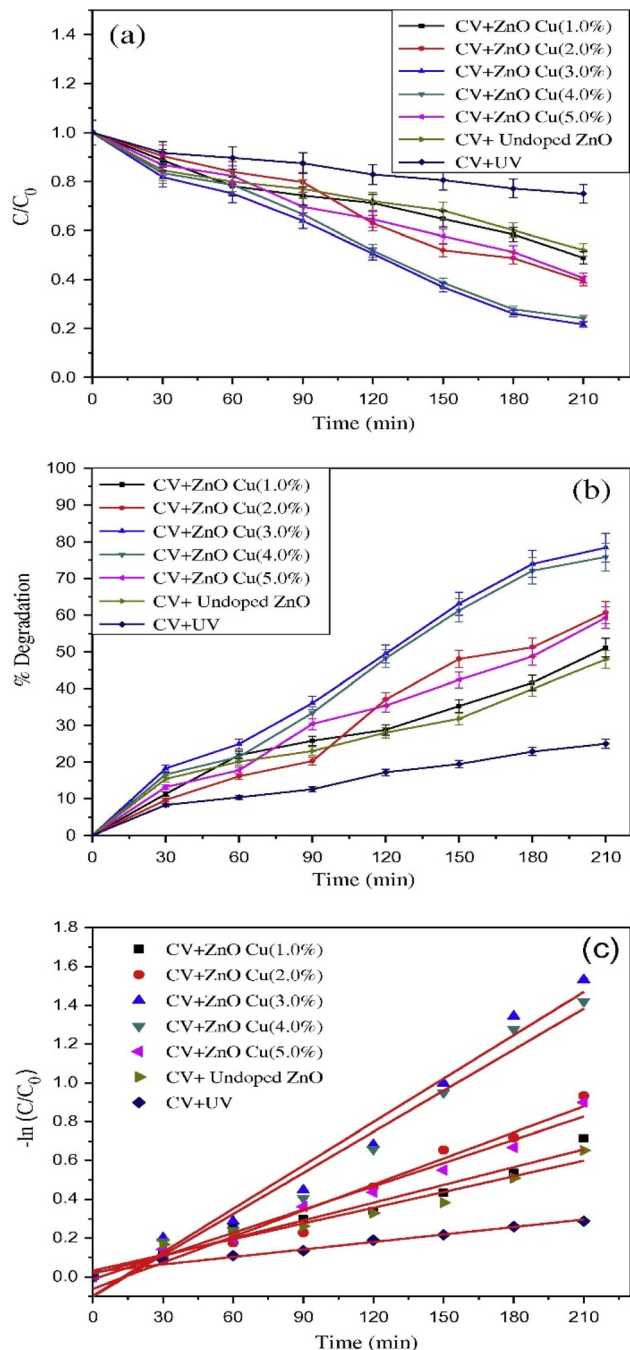 (a)
CV+ZnO Cu(1.0%)
CV+ZnO Cu(2.0%)
CV+ZnO Cu(3.0%)
CV+ZnO Cu(4.0%)
CV+ZnO Cu(5.0%)
CV+ Undoped ZnO
CV+UV
C/C0
1.4
1.2
1.0
0.8
0.6
0.4
0.2
0.0
0 30 60 90 120 150 180 210
Time (min)
(b)
CV+ZnO Cu(1.0%)
CV+ZnO Cu(2.0%)
CV+ZnO Cu(3.0%)
CV+ZnO Cu(4.0%)
CV+ZnO Cu(5.0%)
CV+ Undoped ZnO
CV+UV
% Degradation
100
90
80
70
60
50
40
30
20
10
0
0 30 60 90 120 150 180 210
Time (min)
(c)
CV+ZnO Cu(1.0%)
CV+ZnO Cu(2.0%)
CV+ZnO Cu(3.0%)
CV+ZnO Cu(4.0%)
CV+ZnO Cu(5.0%)
CV+ Undoped ZnO
CV+UV
-ln (C/C0)
1.8
1.6
1.4
1.2
1.0
0.8
0.6
0.4
0.2
0.0
0 30 60 90 120 150 180 210
Time (min)